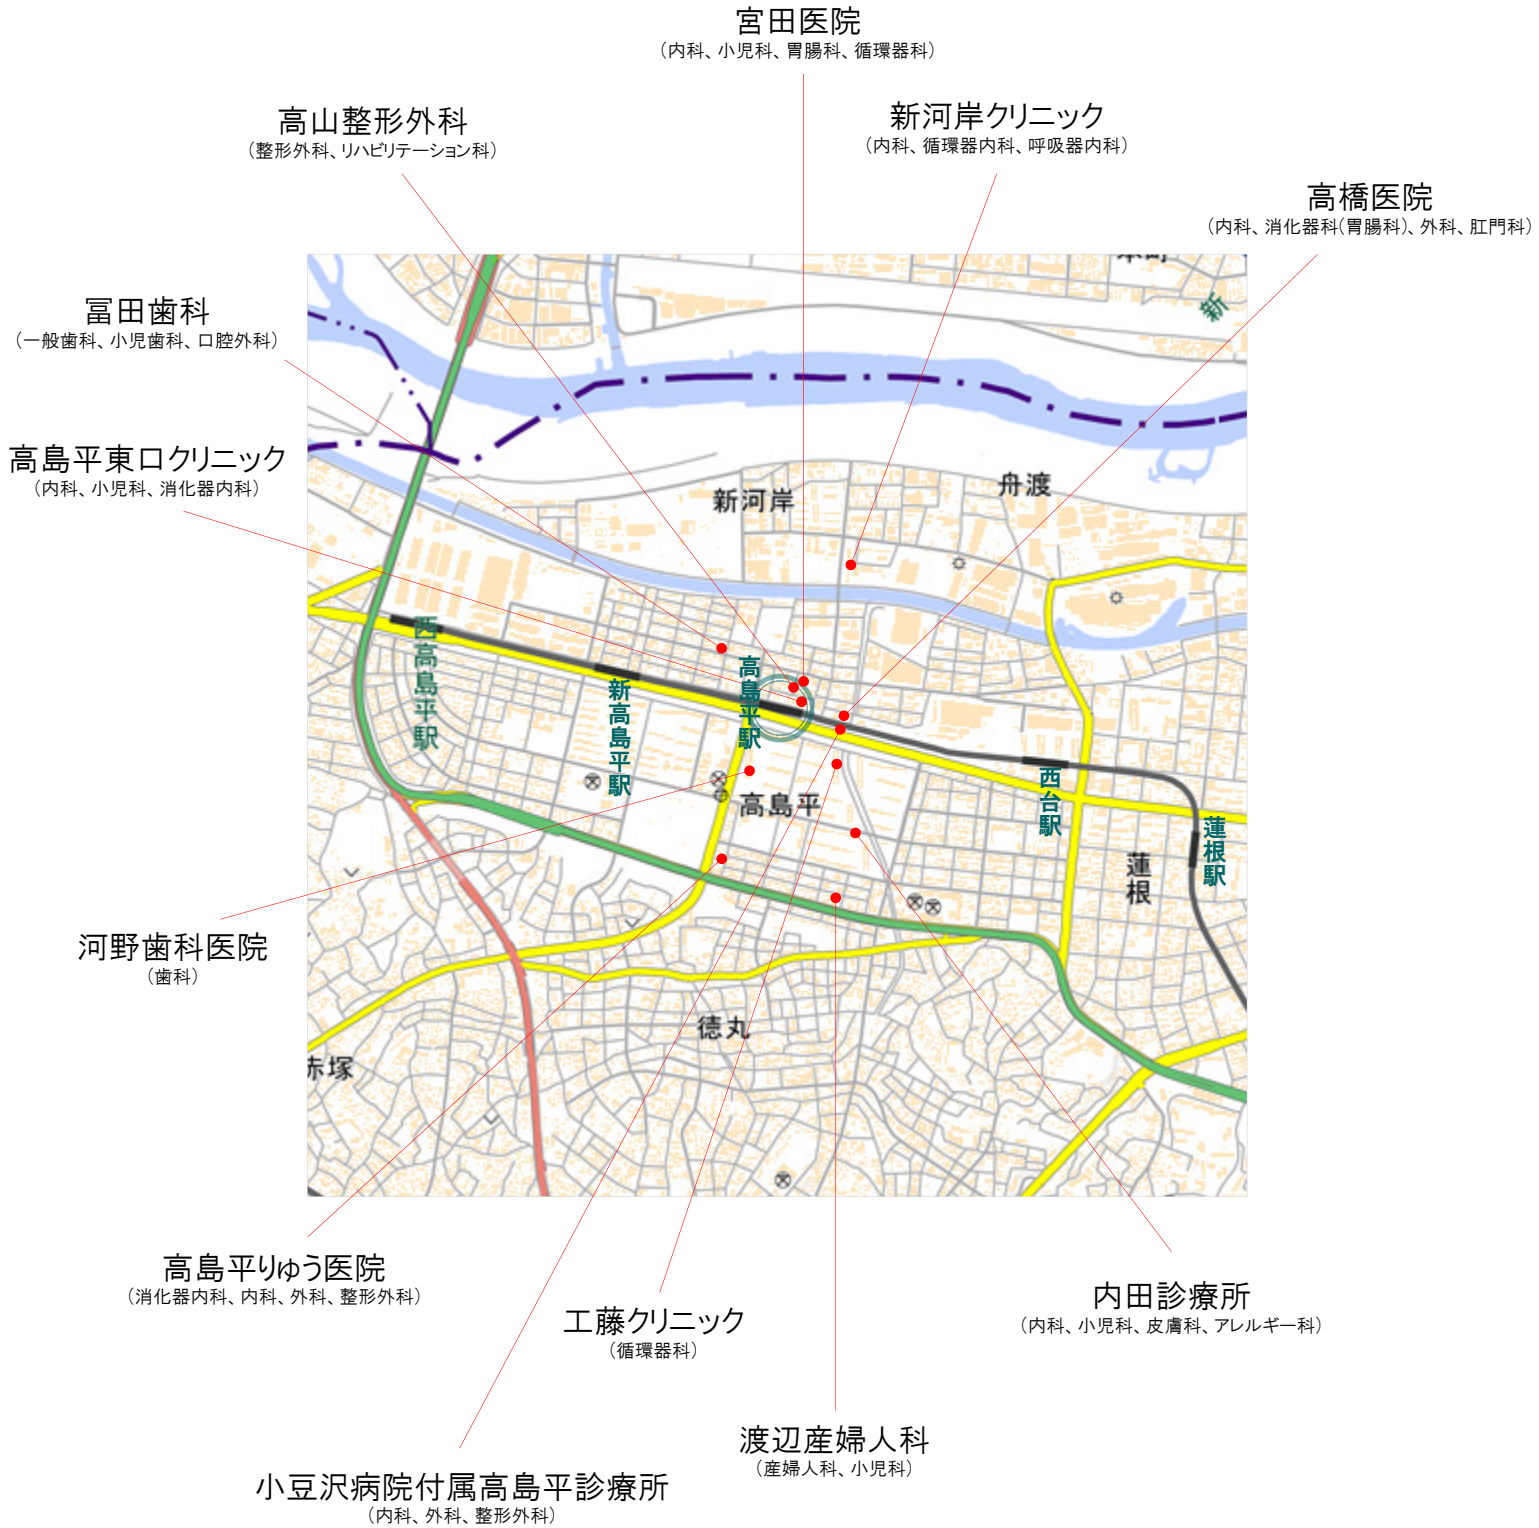 宮田医院
（内科、小児科、胃腸科、循環器科）
高山整形外科
（整形外科、リハビリテーション科）
新河岸クリニック
（内科、循環器内科、呼吸器内科）
高橋医院
（内科、消化器科（胃腸科）、外科、肛門科）
冨田歯科
（一般歯科、小児歯科、口腔外科）
新
高島平東口クリニック
（内科、小児科、消化器内科）
新河岸
舟渡
西高島平駅
新高島平駅
高島平駅
高島平
西台駅
蓮根駅
蓮根
河野歯科医院
（歯科）
徳丸
赤塚
高島平りゅう医院
（消化器内科、内科、外科、整形外科）
工藤クリニック
（循環器科）
内田診療所
（内科、小児科、皮膚科、アレルギー科）
渡辺産婦人科
（産婦人科、小児科）
小豆沢病院付属高島平診療所
（内科、外科、整形外科）